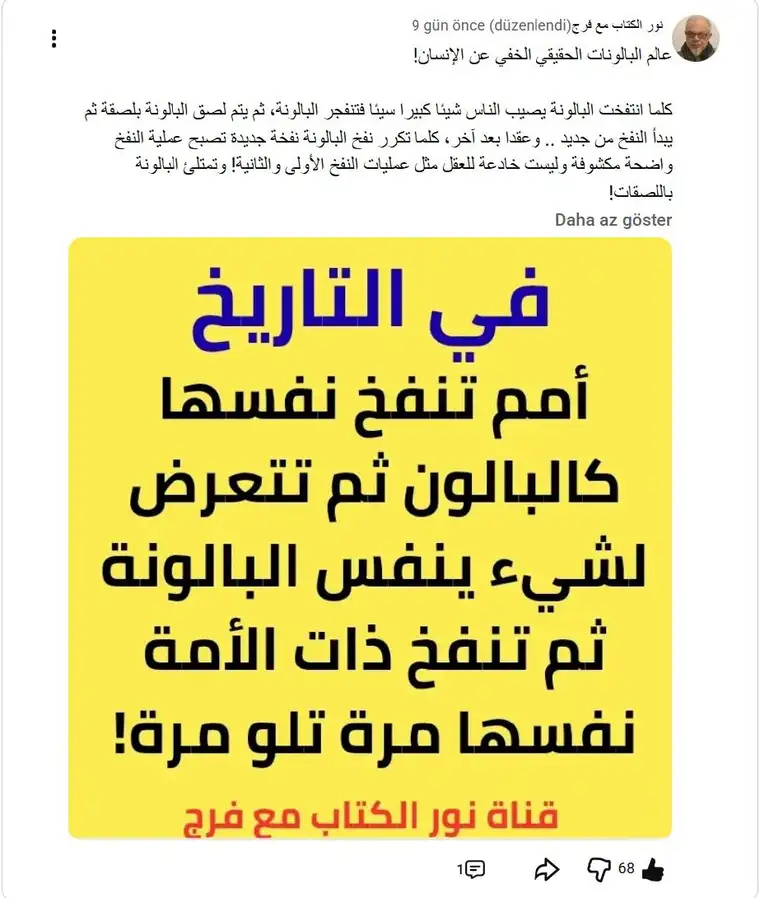 نور الكتاب مع فرج 9 gün önce (düzenlendi)
عالم البالونات الحقيقي الخفي عن الإنسان!
كلما انتفخت البالونة يصيب الناس شيئا كبيرا سيئا فتنفجر البالونة، ثم يتم لصق البالونة بلصقة ثم
يبدأ النفخ من جديد .. وعقدا بعد آخر، كلما تكرر نفخ البالونة نفخة جديدة تصبح عملية النفخ
واضحة مكشوفة وليست خادعة للعقل مثل عمليات النفخ الأولى والثانية! وتمتلئ البالونة
باللصقات!
Daha az göster
في التاريخ
أمم تنفخ نفسها
كالبالون ثم تتعرض
لشيء ينفس البالونة
ثم تنفخ ذات الأمة
نفسها مرة تلو مرة!
قناة نور الكتاب مع فرج
68
1